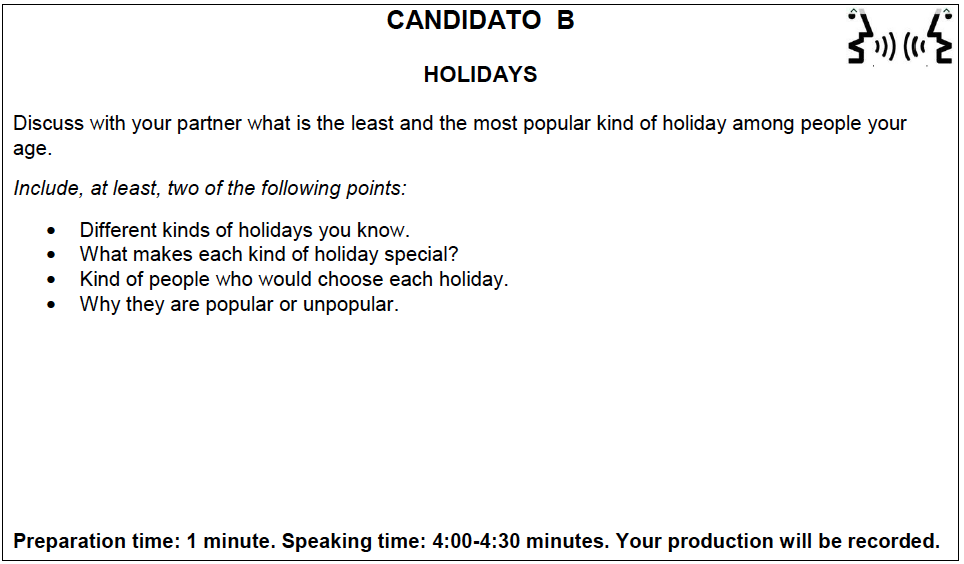 CANDIDATO B
HOLIDAYS
Discuss with your partner what is the least and the most popular kind of holiday among people your
age.
Include, at least, two of the following points:
• Different kinds of holidays you know.
• What makes each kind of holiday special?
• Kind of people who would choose each holiday.
• Why they are popular or unpopular.
Preparation time: 1 minute. Speaking time: 4:00-4:30 minutes. Your production will be recorded.